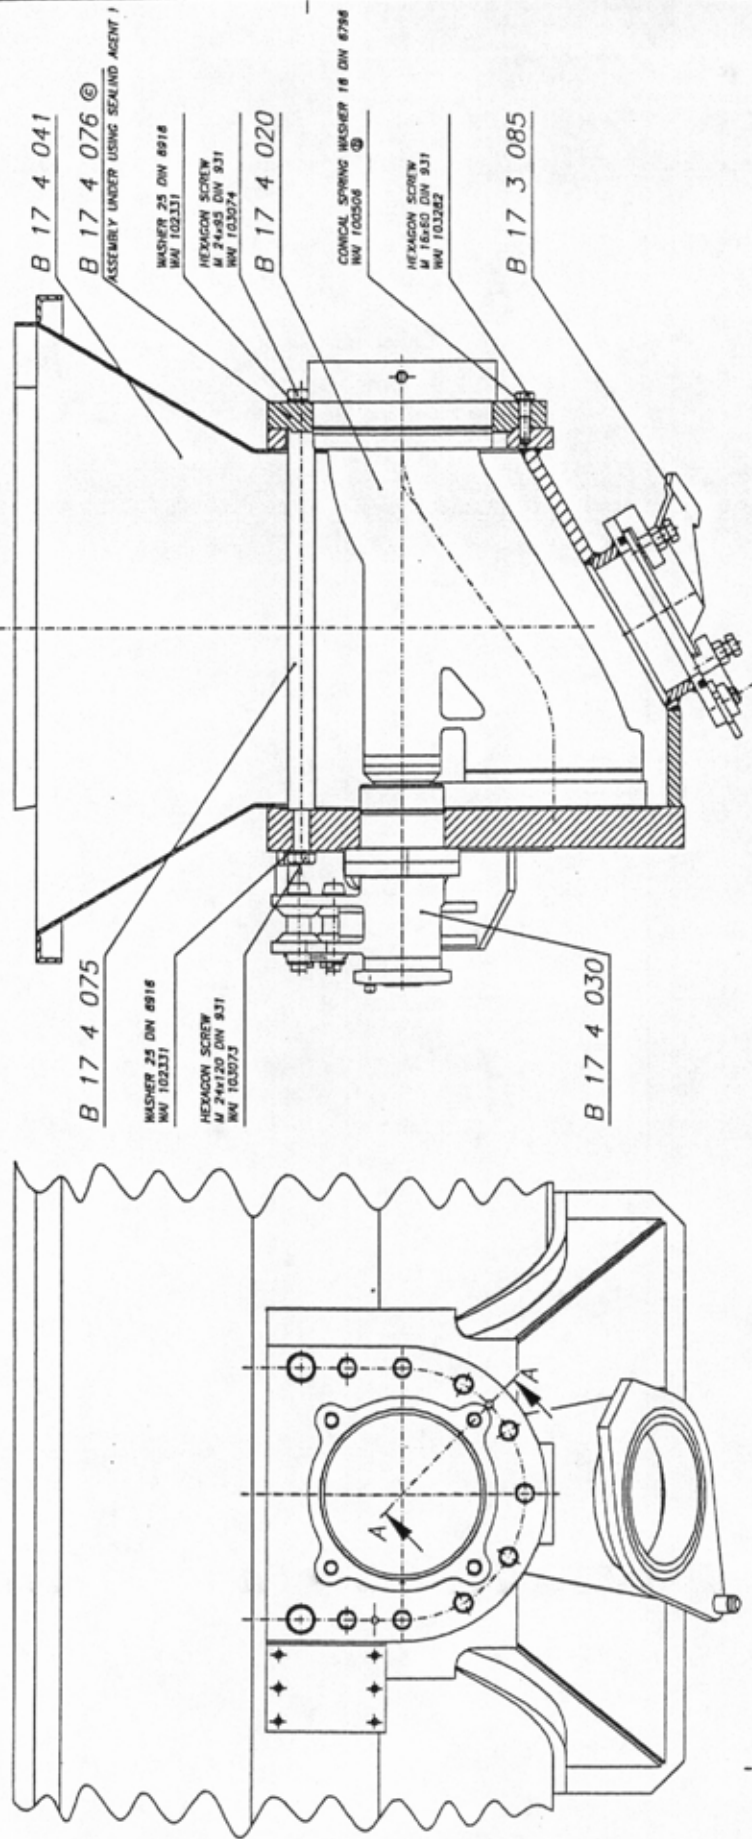 B 17 4 041
B 17 4 076 ©
ASSEMBLY UNDER USING SEALIND AGENT !
WASHER 25 DIN 6916
WAI 102331
HEXAGON SCREW
M 24x95 DIN 931
WAI 103074
B 17 4 020
CONICAL SPRING WASHER 16 DIN 6796
WAI 100506
HEXAGON SCREW
M 16x60 DIN 931
WAI 103282
B 17 3 085
B 17 4 075
WASHER 25 DIN 6916
WAI 102331
HEXAGON SCREW
M 24x120 DIN 931
WAI 103073
B 17 4 030
A
A